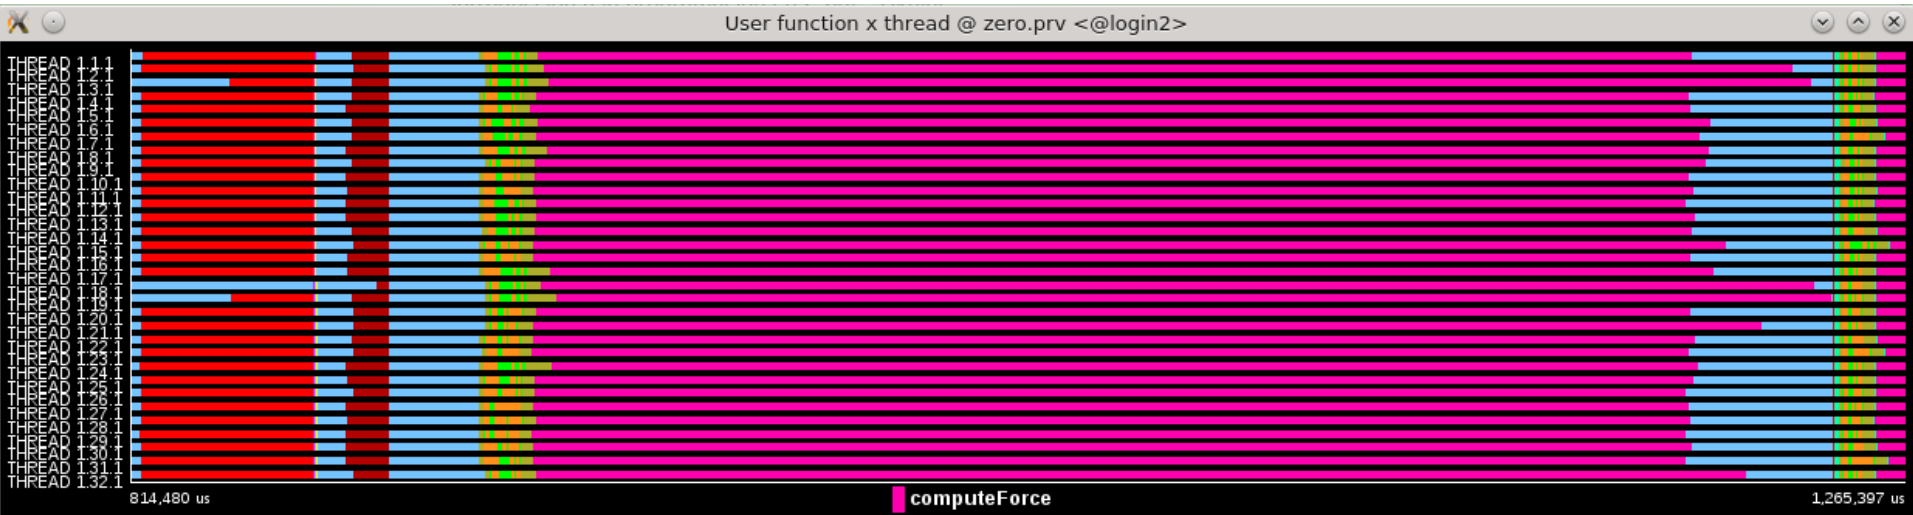 User function x thread @ zero.prv <@login2>
THREAD 1.1.1
THREAD 1.2.1
THREAD 1.3.1
THREAD 1.4.1
THREAD 1.5.1
THREAD 1.6.1
THREAD 1.7.1
THREAD 1.8.1
THREAD 1.9.1
THREAD 1.10.1
THREAD 1.11.1
THREAD 1.12.1
THREAD 1.13.1
THREAD 1.14.1
THREAD 1.15.1
THREAD 1.16.1
THREAD 1.17.1
THREAD 1.18.1
THREAD 1.19.1
THREAD 1.20.1
THREAD 1.21.1
THREAD 1.22.1
THREAD 1.23.1
THREAD 1.24.1
THREAD 1.25.1
THREAD 1.26.1
THREAD 1.27.1
THREAD 1.28.1
THREAD 1.29.1
THREAD 1.30.1
THREAD 1.31.1
THREAD 1.32.1
814,480 us
computeForce
1,265,397 us